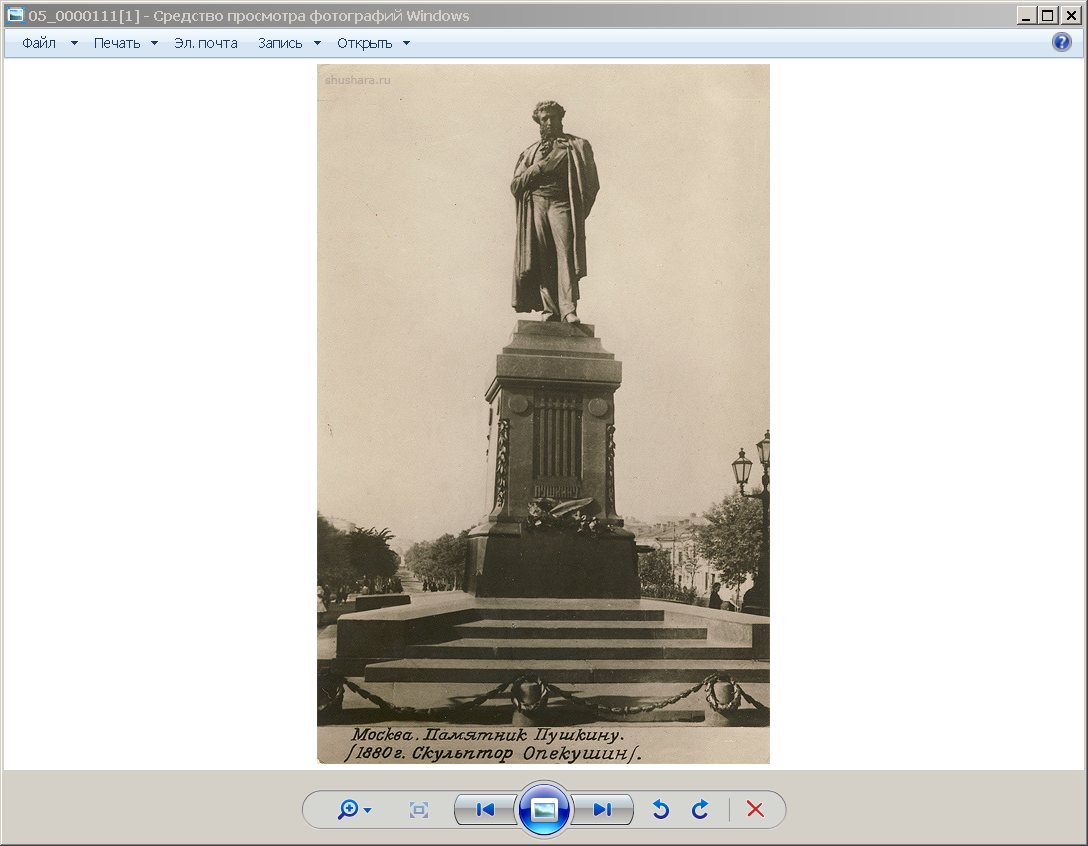 05_0000111[1] - Средство просмотра фотографий Windows
Файл Печать Эл. почта Запись Открыть
shushara.ru
ПУШКИНУ
Москва. Памятник Пушкину.
/1880 г. Скульптор Опекушин/.